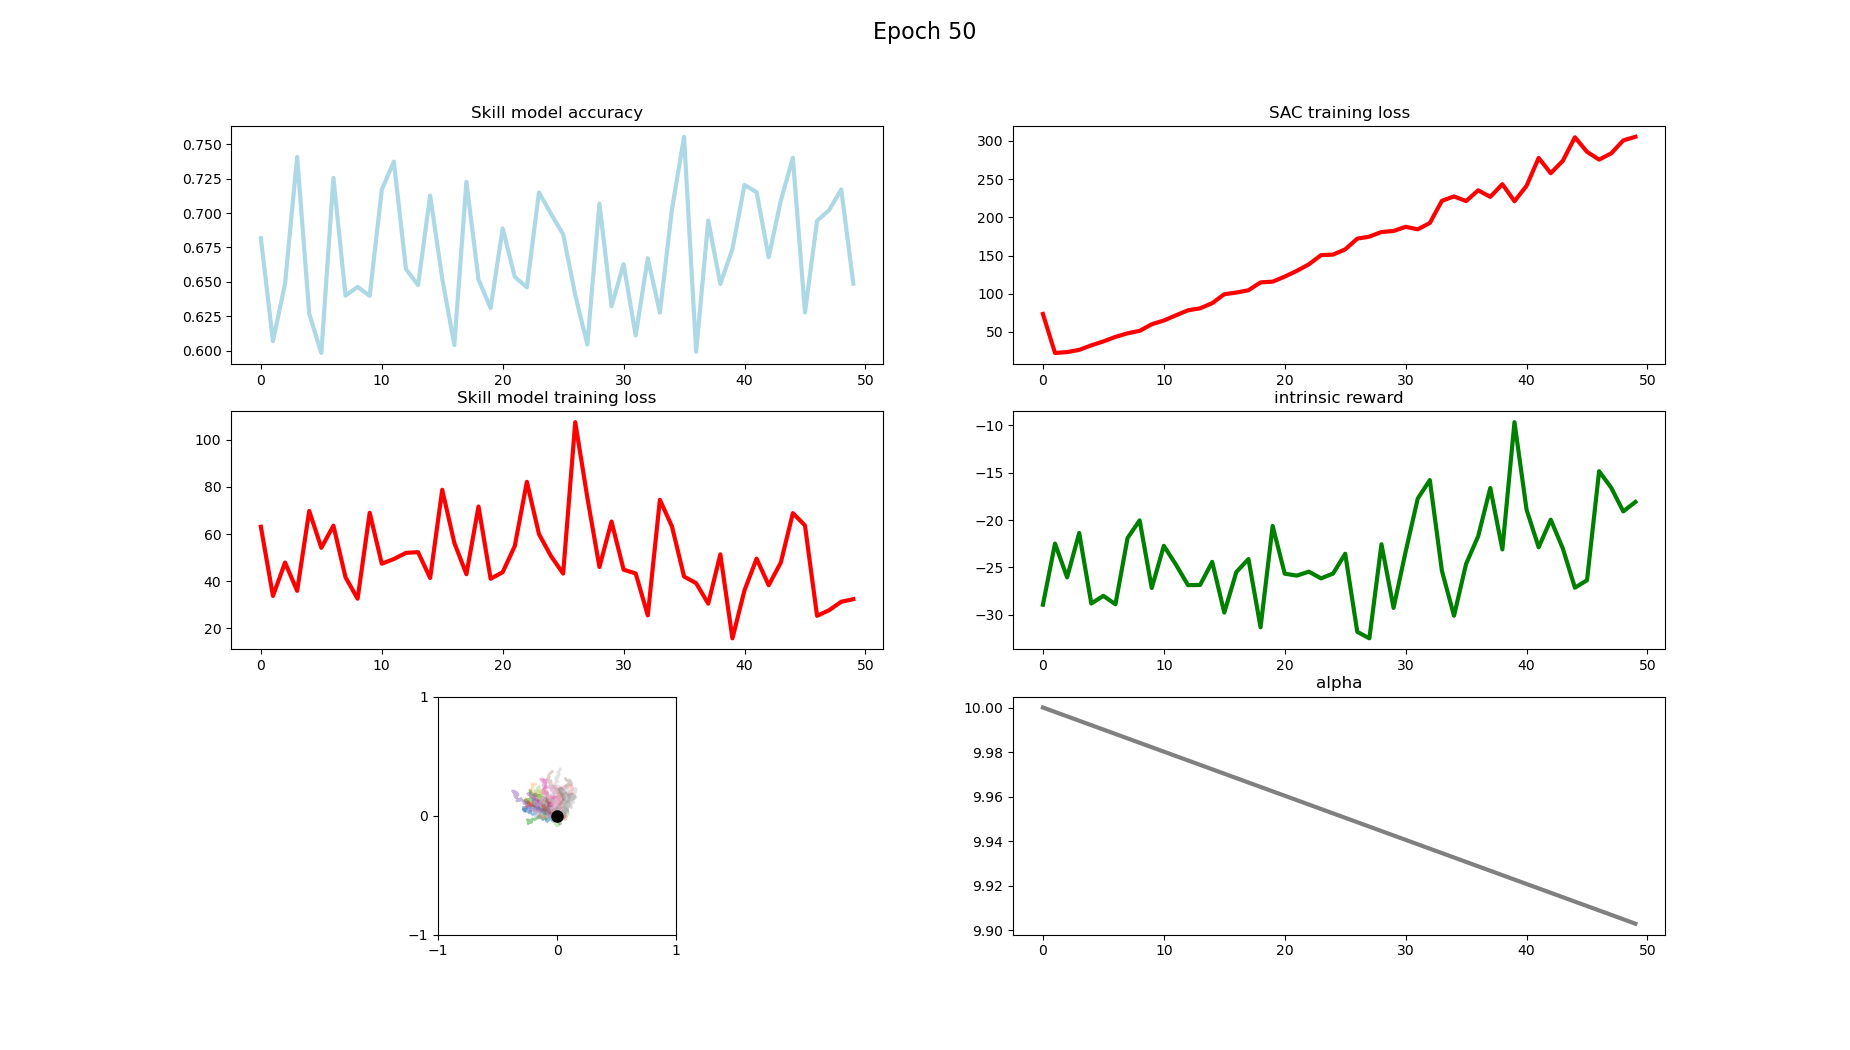 Epoch 50
Skill model accuracy
0.750
0.725
0.700
0.675
0.650
0.625
0.600
0 10 20 30 40 50
SAC training loss
300
250
200
150
100
50
0 10 20 30 40 50
Skill model training loss
100
80
60
40
20
0 10 20 30 40 50
intrinsic reward
−10
−15
−20
−25
−30
0 10 20 30 40 50
1
0
−1
−1 0 1
alpha
10.00
9.98
9.96
9.94
9.92
9.90
0 10 20 30 40 50